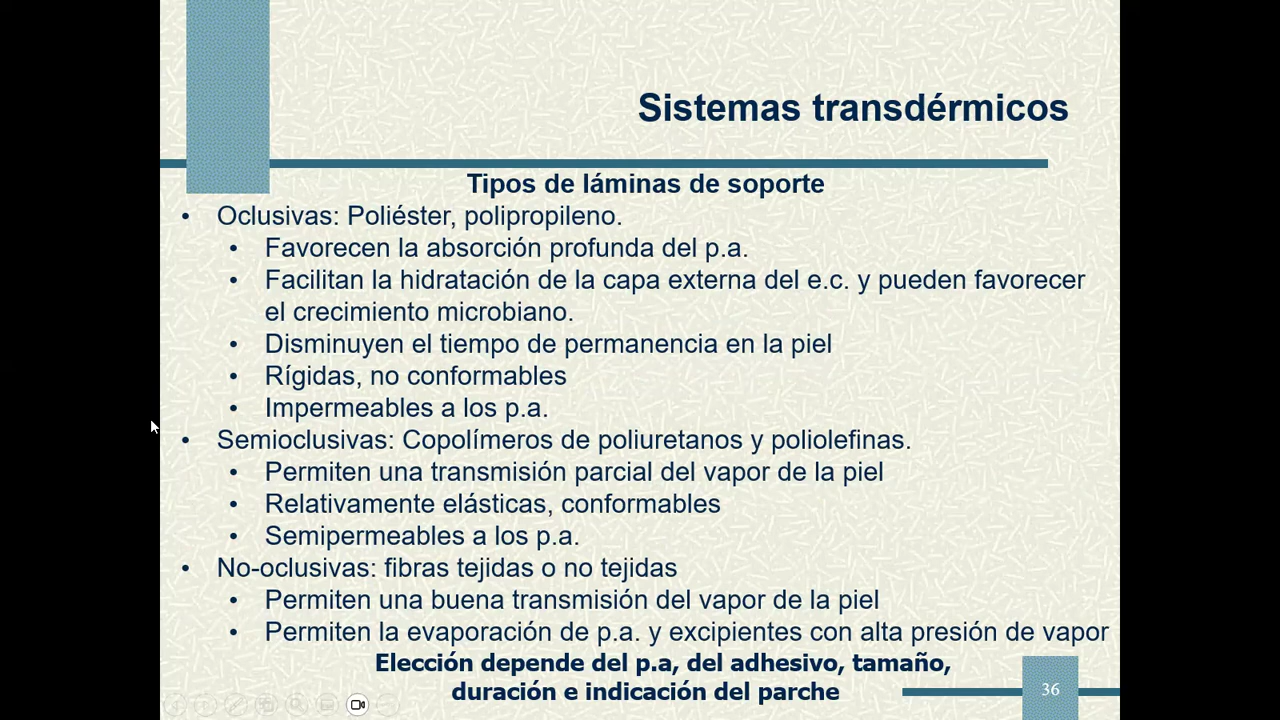 Sistemas transdérmicos
Tipos de láminas de soporte
• Oclusivas: Poliéster, polipropileno.
• Favorecen la absorción profunda del p.a.
• Facilitan la hidratación de la capa externa del e.c. y pueden favorecer
el crecimiento microbiano.
• Disminuyen el tiempo de permanencia en la piel
• Rígidas, no conformables
• Impermeables a los p.a.
• Semioclusivas: Copolímeros de poliuretanos y poliolefinas.
• Permiten una transmisión parcial del vapor de la piel
• Relativamente elásticas, conformables
• Semipermeables a los p.a.
• No-oclusivas: fibras tejidas o no tejidas
• Permiten una buena transmisión del vapor de la piel
• Permiten la evaporación de p.a. y excipientes con alta presión de vapor
Elección depende del p.a, del adhesivo, tamaño,
duración e indicación del parche
36